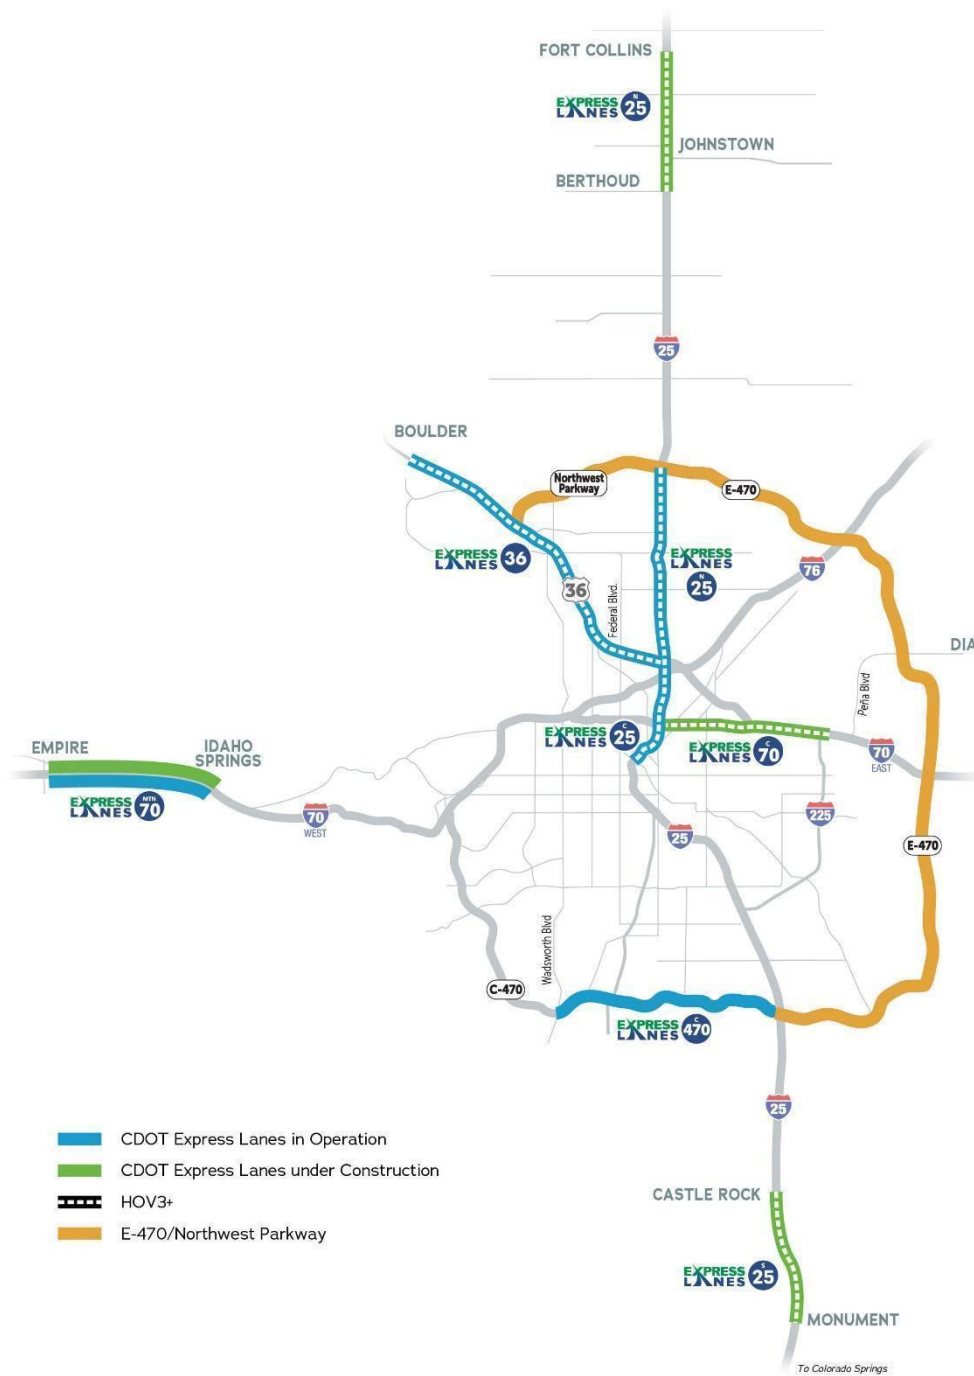 FORT COLLINS
EXPRESS
LANES
N
25
JOHNSTOWN
BERTHOUD
25
BOULDER
Northwest
Parkway
E-470
EXPRESS
LANES
36
EXPRESS
LANES
N
25
76
36
Federal Blvd.
DIA
Peña Blvd
EXPRESS
LANES
C
25
EXPRESS
LANES
C
70
70
EAST
EMPIRE
IDAHO
SPRINGS
EXPRESS
LANES
MTN
70
70
WEST
225
25
E-470
Wadsworth Blvd
C-470
EXPRESS
LANES
C
470
25
CDOT Express Lanes in Operation
CDOT Express Lanes under Construction
HOV3+
E-470/Northwest Parkway
CASTLE ROCK
EXPRESS
LANES
S
25
MONUMENT
To Colorado Springs